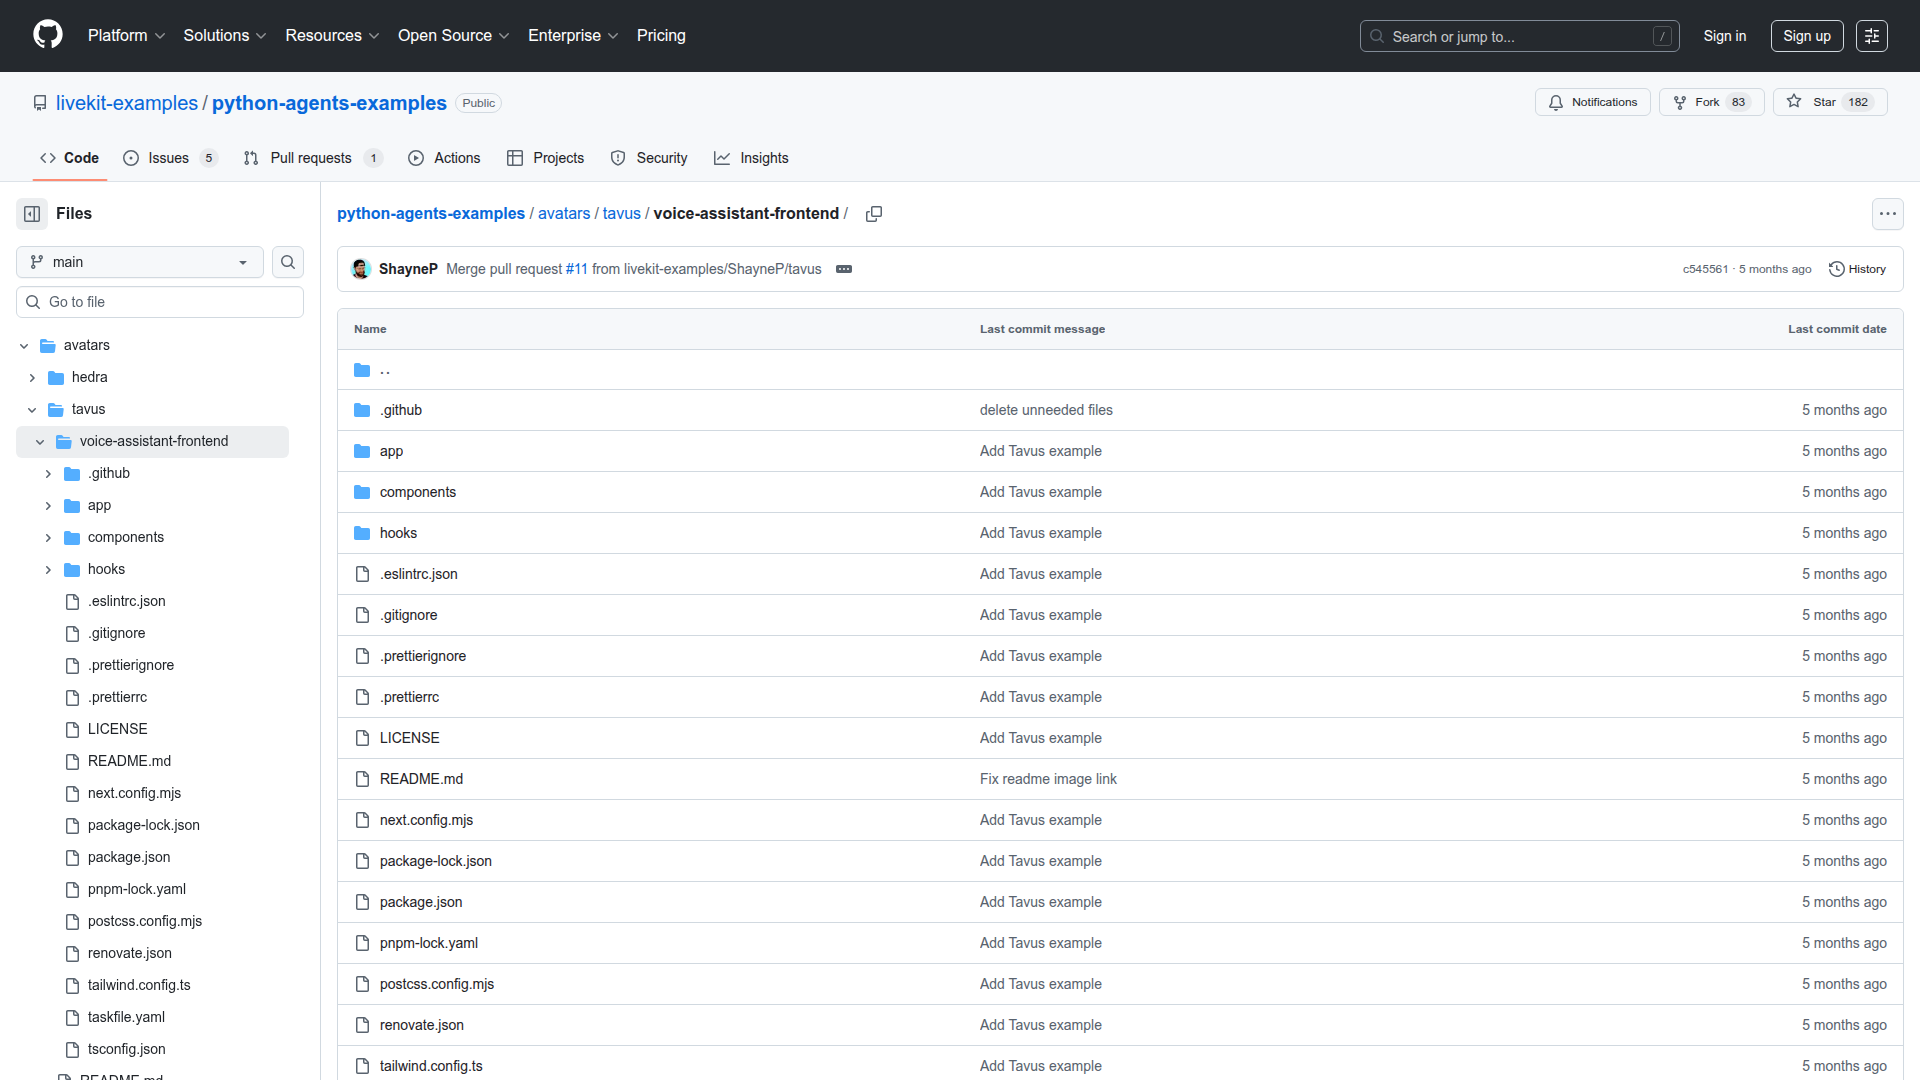 Platform Solutions Resources Open Source Enterprise Pricing Search or jump to... / Sign in Sign up
livekit-examples / python-agents-examples Public Notifications Fork 83 Star 182
Code Issues 5 Pull requests 1 Actions Projects Security Insights
Files
main
Go to file
avatars
hedra
tavus
voice-assistant-frontend
.github
app
components
hooks
.eslintrc.json
.gitignore
.prettierignore
.prettierrc
LICENSE
README.md
next.config.mjs
package-lock.json
package.json
pnpm-lock.yaml
postcss.config.mjs
renovate.json
tailwind.config.ts
taskfile.yaml
tsconfig.json
README.md
python-agents-examples / avatars / tavus / voice-assistant-frontend /
ShayneP Merge pull request #11 from livekit-examples/ShayneP/tavus c545561 · 5 months ago History
Name Last commit message Last commit date
..
.github delete unneeded files 5 months ago
app Add Tavus example 5 months ago
components Add Tavus example 5 months ago
hooks Add Tavus example 5 months ago
.eslintrc.json Add Tavus example 5 months ago
.gitignore Add Tavus example 5 months ago
.prettierignore Add Tavus example 5 months ago
.prettierrc Add Tavus example 5 months ago
LICENSE Add Tavus example 5 months ago
README.md Fix readme image link 5 months ago
next.config.mjs Add Tavus example 5 months ago
package-lock.json Add Tavus example 5 months ago
package.json Add Tavus example 5 months ago
pnpm-lock.yaml Add Tavus example 5 months ago
postcss.config.mjs Add Tavus example 5 months ago
renovate.json Add Tavus example 5 months ago
tailwind.config.ts Add Tavus example 5 months ago